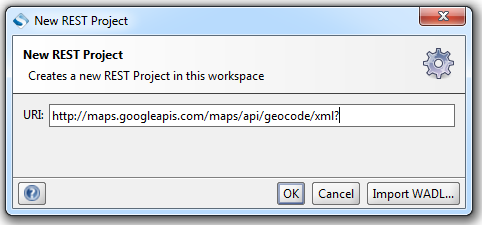 New REST Project
New REST Project
Creates a new REST Project in this workspace
URI: http://maps.googleapis.com/maps/api/geocode/xml?
? OK Cancel Import WADL...